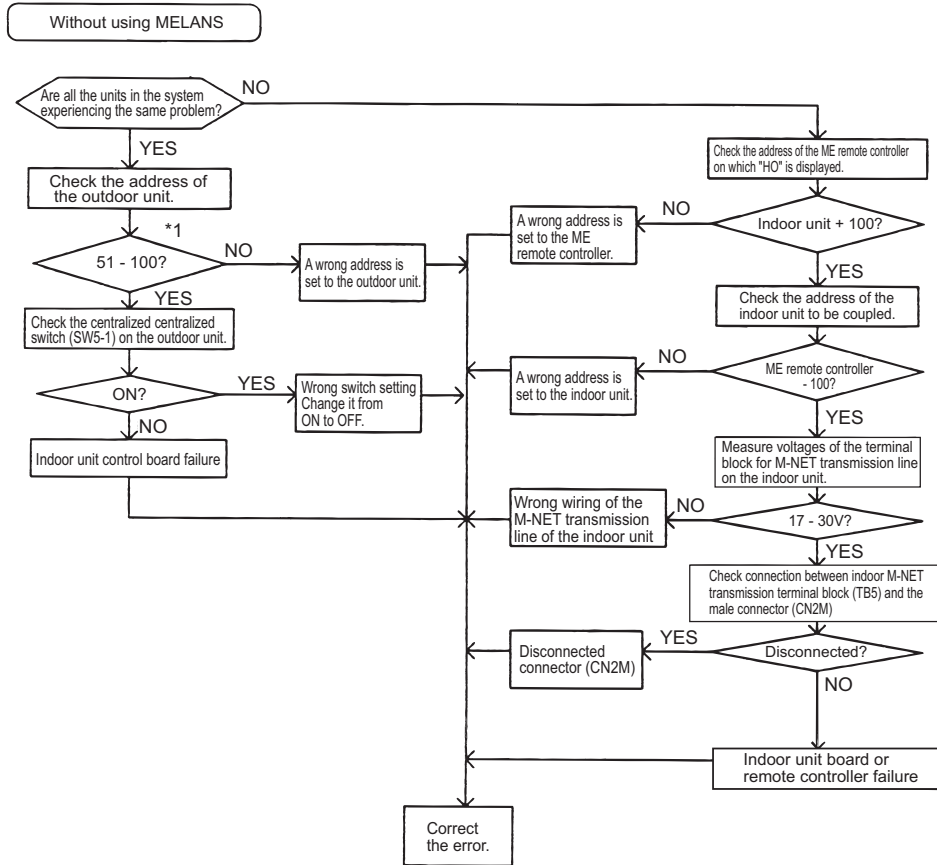 Without using MELANS
Are all the units in the system
experiencing the same problem?
NO
YES
Check the address of
the outdoor unit.
*1
51 - 100?
NO
A wrong address is
set to the outdoor unit.
YES
Check the centralized centralized
switch (SW5-1) on the outdoor unit.
ON?
YES
Wrong switch setting
Change it from
ON to OFF.
NO
Indoor unit control board failure
Check the address of the ME remote controller
on which "HO" is displayed.
Indoor unit + 100?
NO
A wrong address is
set to the ME
remote controller.
YES
Check the address of the
indoor unit to be coupled.
ME remote controller
- 100?
NO
A wrong address is
set to the indoor unit.
YES
Measure voltages of the terminal
block for M-NET transmission line
on the indoor unit.
17 - 30V?
NO
Wrong wiring of the
M-NET transmission
line of the indoor unit
YES
Check connection between indoor M-NET
transmission terminal block (TB5) and the
male connector (CN2M)
Disconnected?
YES
Disconnected
connector (CN2M)
NO
Indoor unit board or
remote controller failure
Correct
the error.